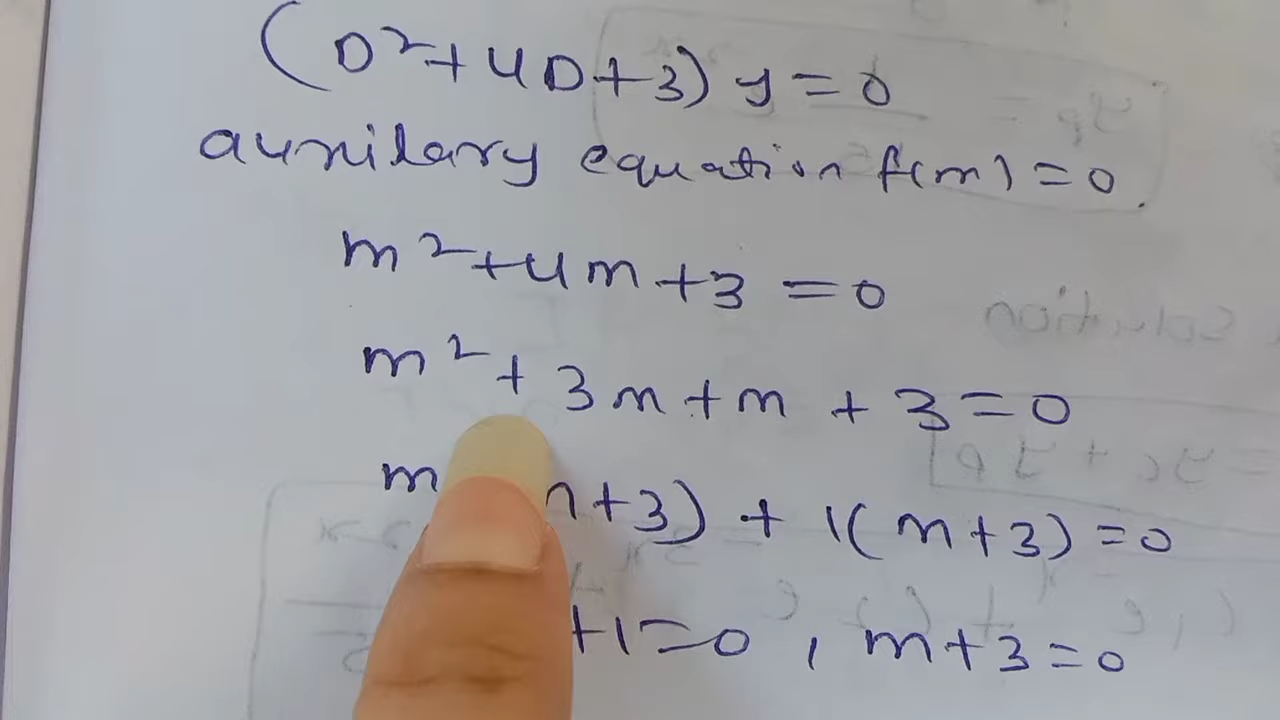 (D²+4D+3) y = 0
auxilary equation f(m) = 0
m²+4m+3 = 0
m² + 3m+m + 3 = 0
m +3) + 1(m+3) = 0
+1=0 , m+3=0